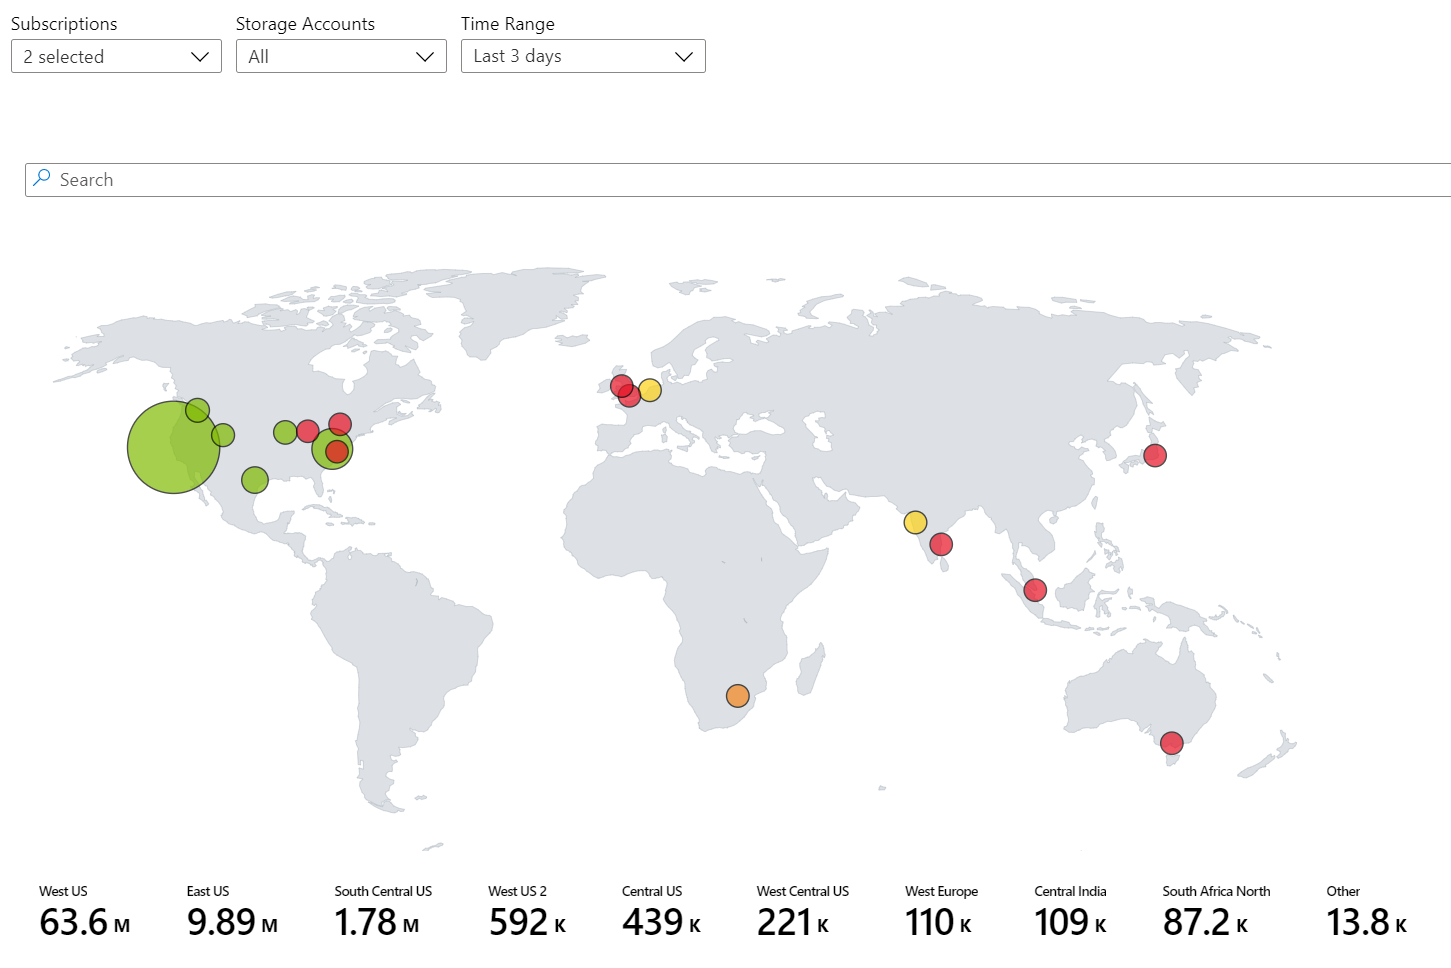 Subscriptions Storage Accounts Time Range
2 selected All Last 3 days
Search
West US East US South Central US West US 2 Central US West Central US West Europe Central India South Africa North Other
63.6 M 9.89 M 1.78 M 592 K 439 K 221 K 110 K 109 K 87.2 K 13.8 K